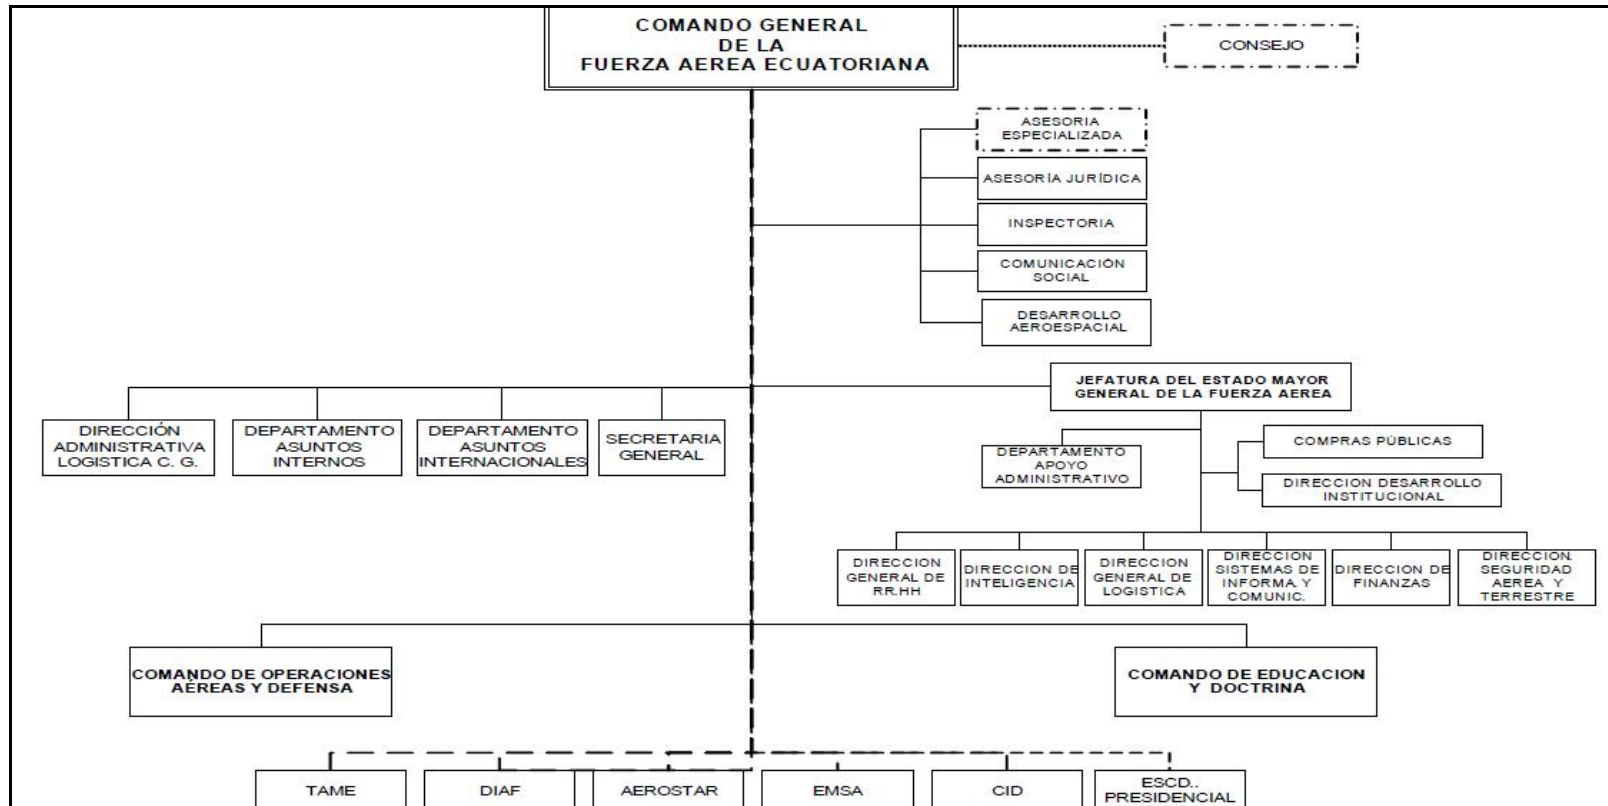 COMANDO GENERAL
DE LA
FUERZA AEREA ECUATORIANA
CONSEJO
ASESORIA
ESPECIALIZADA
ASESORÍA JURÍDICA
INSPECTORIA
COMUNICACIÓN
SOCIAL
DESARROLLO
AEROESPACIAL
JEFATURA DEL ESTADO MAYOR
GENERAL DE LA FUERZA AEREA
DIRECCIÓN
ADMINISTRATIVA
LOGISTICA C. G.
DEPARTAMENTO
ASUNTOS
INTERNOS
DEPARTAMENTO
ASUNTOS
INTERNACIONALES
SECRETARIA
GENERAL
DEPARTAMENTO
APOYO
ADMINISTRATIVO
COMPRAS PÚBLICAS
DIRECCION DESARROLLO
INSTITUCIONAL
DIRECCION
GENERAL DE
RR.HH
DIRECCION DE
INTELIGENCIA
DIRECCION
GENERAL DE
LOGISTICA
DIRECCION
SISTEMAS DE
INFORMA. Y
COMUNIC.
DIRECCION DE
FINANZAS
DIRECCION.
SEGURIDAD
AEREA Y
TERRESTRE
COMANDO DE OPERACIONES
AÉREAS Y DEFENSA
COMANDO DE EDUCACION
Y DOCTRINA
TAME
DIAF
AEROSTAR
EMSA
CID
ESCD..
PRESIDENCIAL